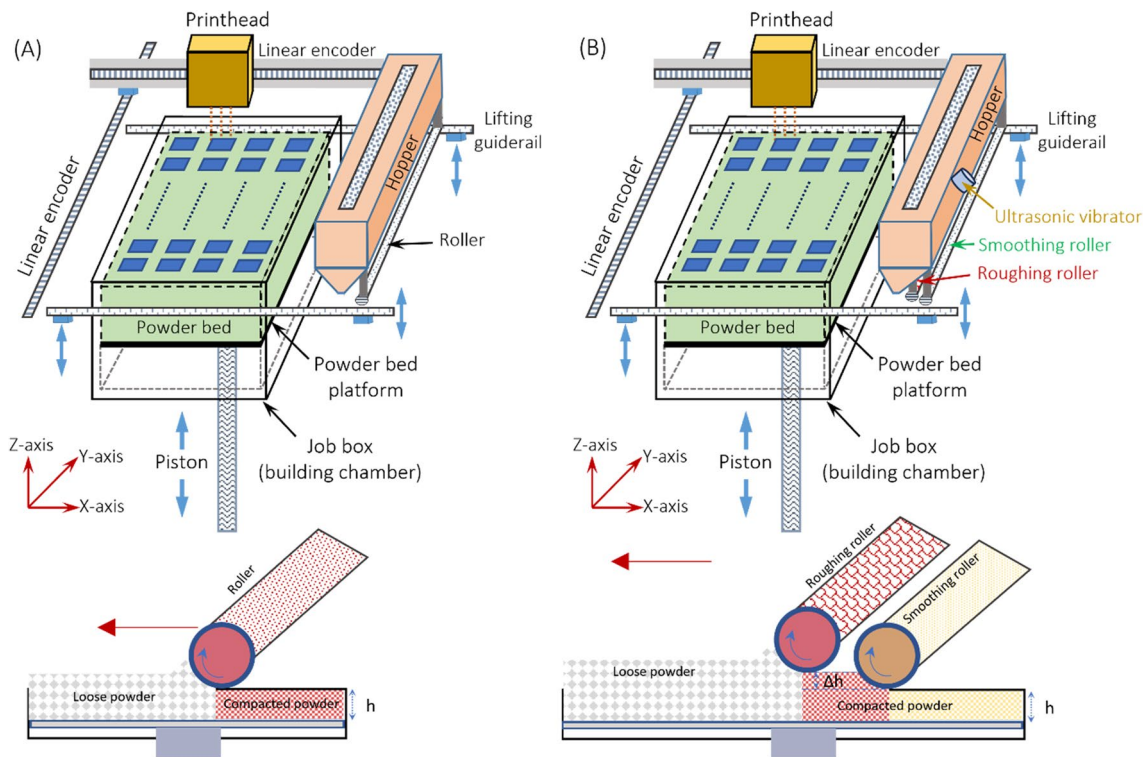 (A)
Printhead
Linear encoder
Linear encoder
Hopper
Lifting
guiderail
Roller
Powder bed
Powder bed
platform
Job box
(building chamber)
Piston
Z-axis
Y-axis
X-axis
Roller
Loose powder
Compacted powder
h
(B)
Printhead
Linear encoder
Linear encoder
Hopper
Lifting
guiderail
Ultrasonic vibrator
Smoothing roller
Roughing roller
Powder bed
Powder bed
platform
Job box
(building chamber)
Piston
Z-axis
Y-axis
X-axis
Roughing roller
Smoothing roller
Loose powder
Δh
Compacted powder
h